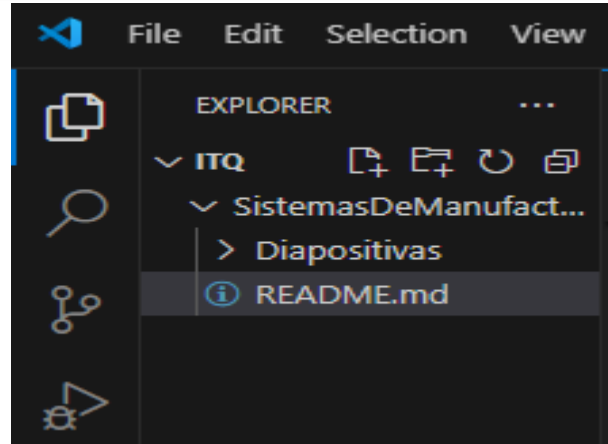 File Edit Selection View
EXPLORER ...
ITQ
SistemasDeManufact...
Diapositivas
README.md